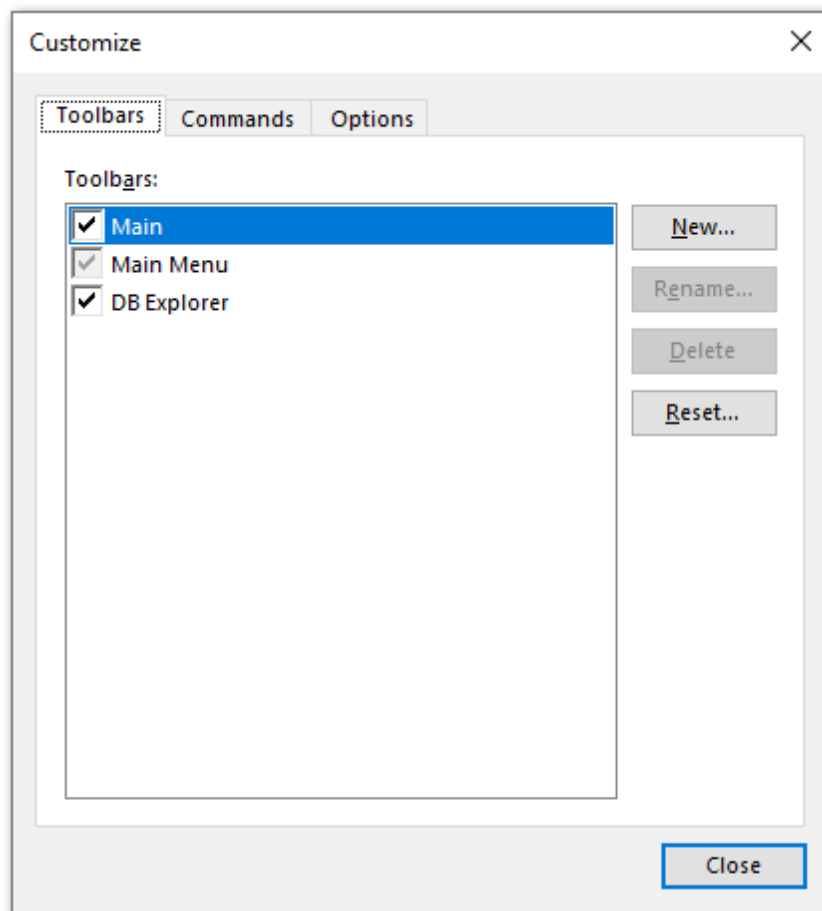 Customize
Toolbars
Commands
Options
Toolbars:
Main
Main Menu
DB Explorer
New...
Rename...
Delete
Reset...
Close